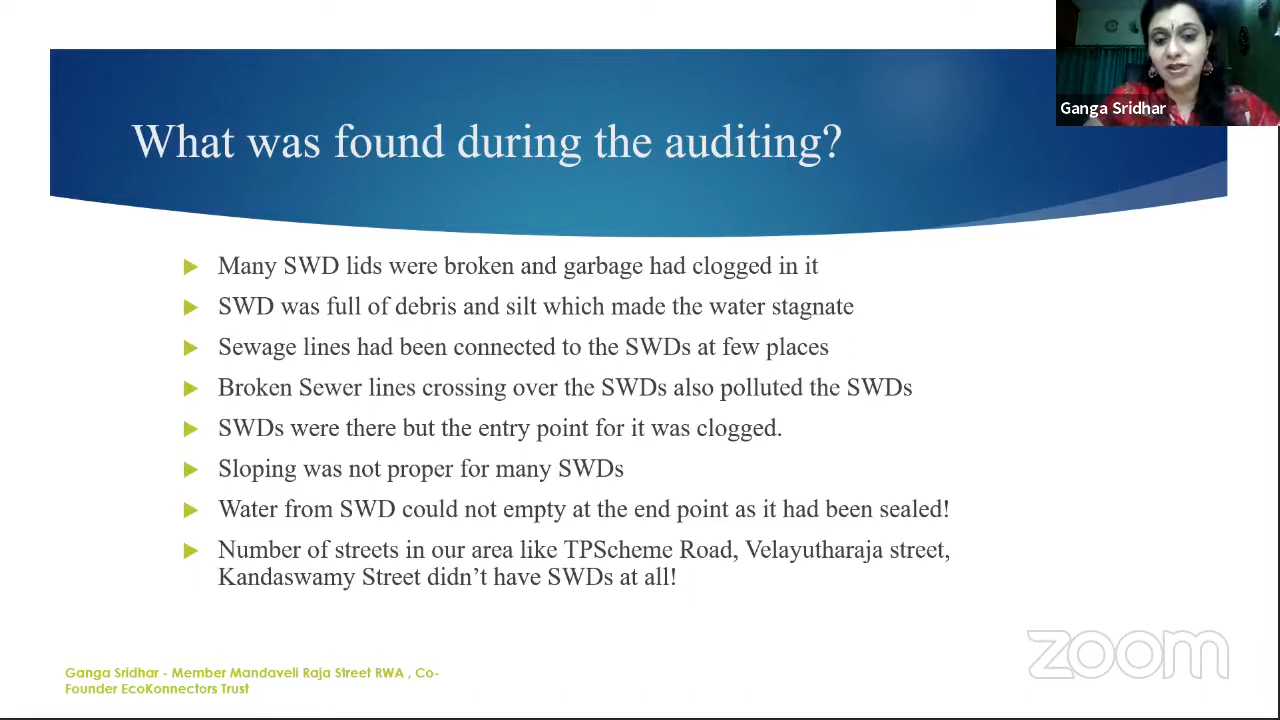 Ganga Sridhar
What was found during the auditing?
Many SWD lids were broken and garbage had clogged in it
SWD was full of debris and silt which made the water stagnate
Sewage lines had been connected to the SWDs at few places
Broken Sewer lines crossing over the SWDs also polluted the SWDs
SWDs were there but the entry point for it was clogged.
Sloping was not proper for many SWDs
Water from SWD could not empty at the end point as it had been sealed!
Number of streets in our area like TPScheme Road, Velayutharaja street,
Kandaswamy Street didn’t have SWDs at all!
zoom
Ganga Sridhar - Member Mandaveli Raja Street RWA , Co-
Founder EcoKonnectors Trust